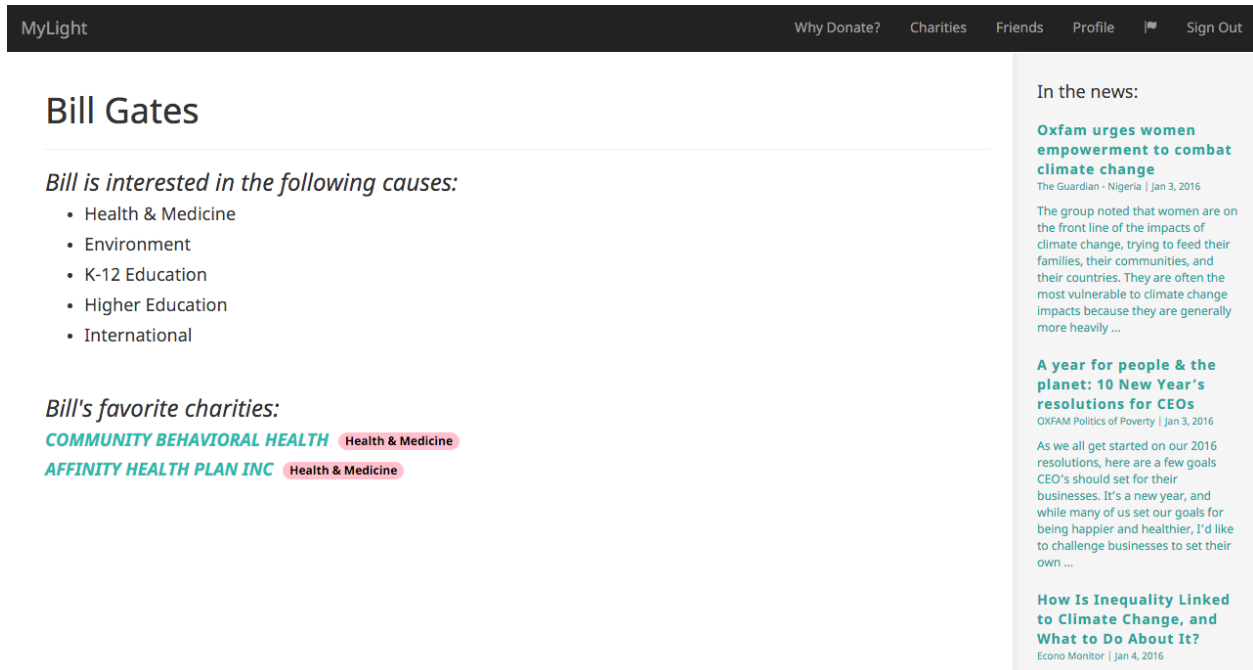 MyLight Why Donate? Charities Friends Profile Sign Out
Bill Gates
Bill is interested in the following causes:
• Health & Medicine
• Environment
• K-12 Education
• Higher Education
• International
Bill's favorite charities:
COMMUNITY BEHAVIORAL HEALTH Health & Medicine
AFFINITY HEALTH PLAN INC Health & Medicine
In the news:
Oxfam urges women
empowerment to combat
climate change
The Guardian - Nigeria | Jan 3, 2016
The group noted that women are on
the front line of the impacts of
climate change, trying to feed their
families, their communities, and
their countries. They are often the
most vulnerable to climate change
impacts because they are generally
more heavily ...
A year for people & the
planet: 10 New Year’s
resolutions for CEOs
OXFAM Politics of Poverty | Jan 3, 2016
As we all get started on our 2016
resolutions, here are a few goals
CEO’s should set for their
businesses. It’s a new year, and
while many of us set our goals for
being happier and healthier, I’d like
to challenge businesses to set their
own ...
How Is Inequality Linked
to Climate Change, and
What to Do About It?
Econo Monitor | Jan 4, 2016